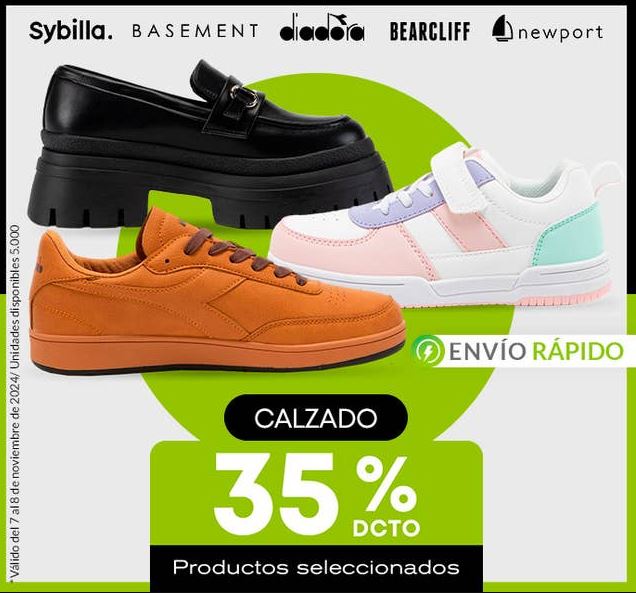 Sybilla. BASEMENT diadora BEARCLIFF newport
*Válido del 7 al 8 de noviembre de 2024/ Unidades disponibles 5.000
ENVÍO RÁPIDO
CALZADO
35%
DCTO
Productos seleccionados